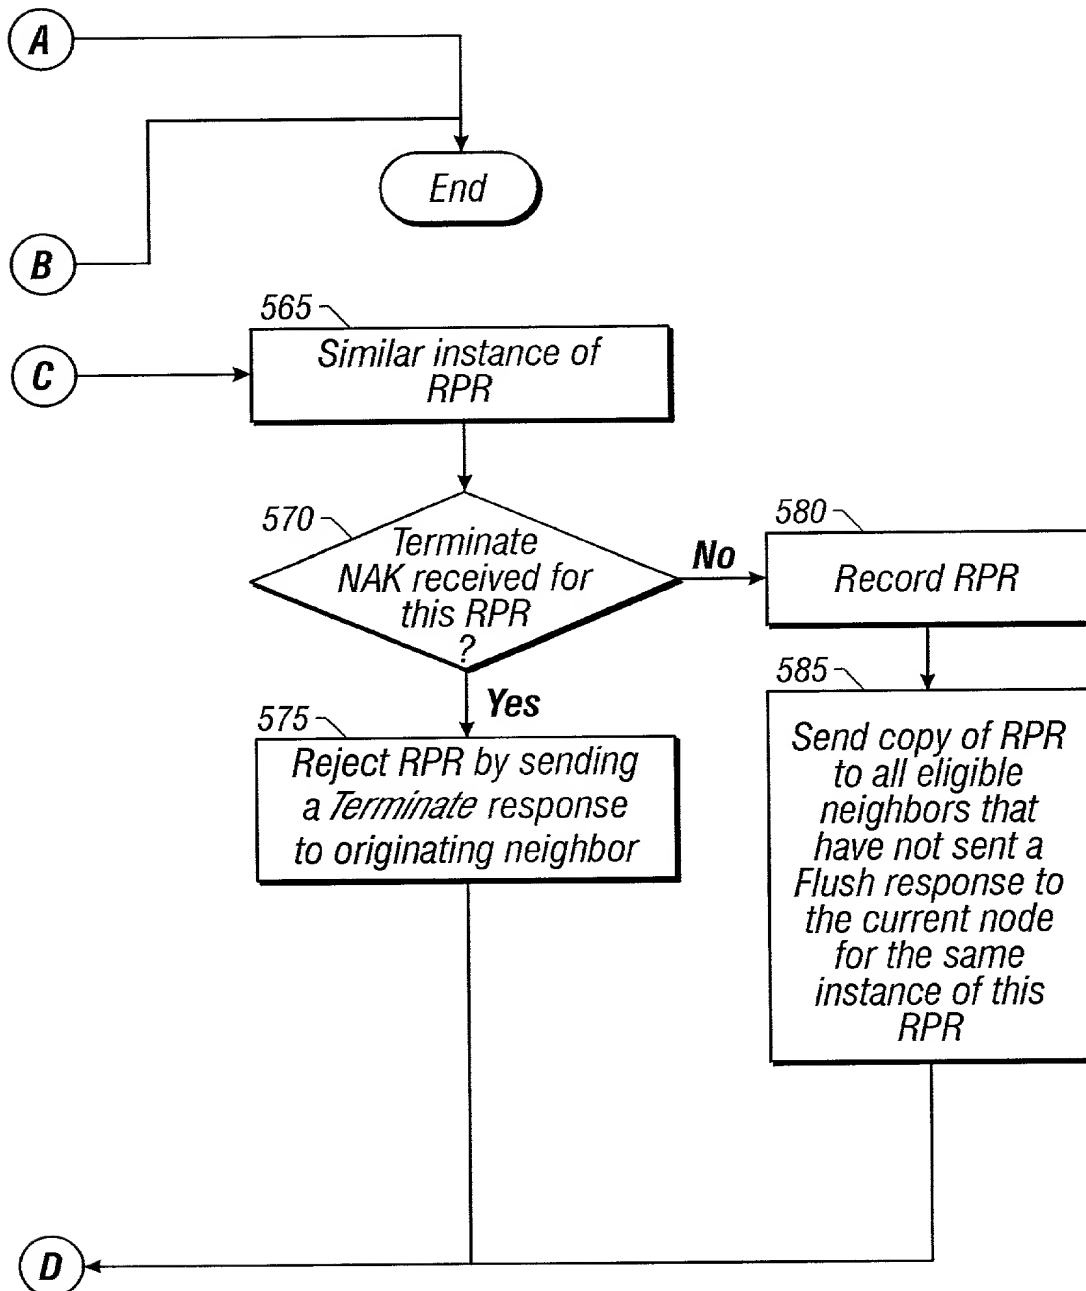 A
End
B
565
C
Similar instance of
RPR
570
Terminate
NAK received for
this RPR
?
No
580
Record RPR
Yes
575
Reject RPR by sending
a Terminate response
to originating neighbor
585
Send copy of RPR
to all eligible
neighbors that
have not sent a
Flush response to
the current node
for the same
instance of this
RPR
D